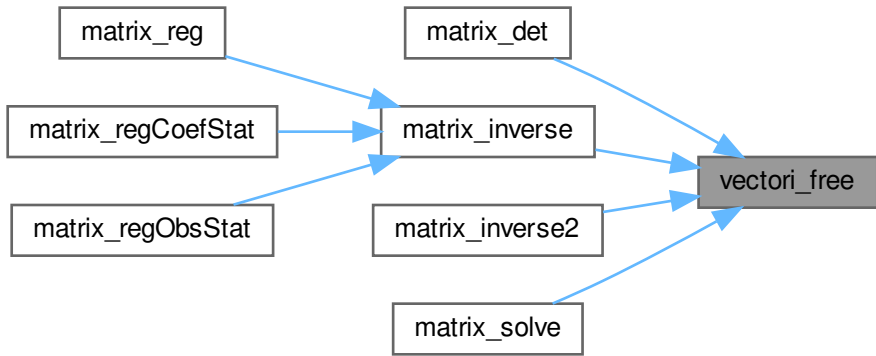 matrix_reg
matrix_det
matrix_regCoefStat
matrix_inverse
vectori_free
matrix_regObsStat
matrix_inverse2
matrix_solve